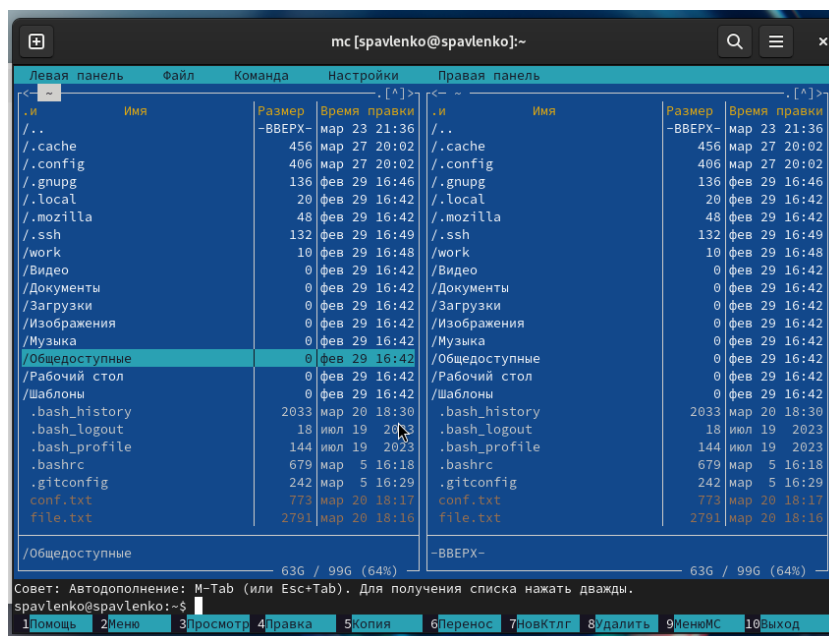 mc [spavlenko@spavlenko]:~
Левая панель Файл Команда Настройки Правая панель
<— ~ .[^]> <— ~ .[^]>
.и Имя Размер Время правки .и Имя Размер Время правки
/.. -ВВЕРХ- мар 23 21:36 /.. -ВВЕРХ- мар 23 21:36
/.cache 456 мар 27 20:02 /.cache 456 мар 27 20:02
/.config 406 мар 27 20:02 /.config 406 мар 27 20:02
/.gnupg 136 фев 29 16:46 /.gnupg 136 фев 29 16:46
/.local 20 фев 29 16:42 /.local 20 фев 29 16:42
/.mozilla 48 фев 29 16:42 /.mozilla 48 фев 29 16:42
/.ssh 132 фев 29 16:49 /.ssh 132 фев 29 16:49
/work 10 фев 29 16:48 /work 10 фев 29 16:48
/Видео 0 фев 29 16:42 /Видео 0 фев 29 16:42
/Документы 0 фев 29 16:42 /Документы 0 фев 29 16:42
/Загрузки 0 фев 29 16:42 /Загрузки 0 фев 29 16:42
/Изображения 0 фев 29 16:42 /Изображения 0 фев 29 16:42
/Музыка 0 фев 29 16:42 /Музыка 0 фев 29 16:42
/Общедоступные 0 фев 29 16:42 /Общедоступные 0 фев 29 16:42
/Рабочий стол 0 фев 29 16:42 /Рабочий стол 0 фев 29 16:42
/Шаблоны 0 фев 29 16:42 /Шаблоны 0 фев 29 16:42
.bash_history 2033 мар 20 18:30 .bash_history 2033 мар 20 18:30
.bash_logout 18 июл 19 2023 .bash_logout 18 июл 19 2023
.bash_profile 144 июл 19 2023 .bash_profile 144 июл 19 2023
.bashrc 679 мар 5 16:18 .bashrc 679 мар 5 16:18
.gitconfig 242 мар 5 16:29 .gitconfig 242 мар 5 16:29
conf.txt 773 мар 20 18:17 conf.txt 773 мар 20 18:17
file.txt 2791 мар 20 18:16 file.txt 2791 мар 20 18:16
/Общедоступные -ВВЕРХ-
63G / 99G (64%) 63G / 99G (64%)
Совет: Автодополнение: M-Tab (или Esc+Tab). Для получения списка нажать дважды.
spavlenko@spavlenko:~$
1Помощь 2Меню 3Просмотр 4Правка 5Копия 6Перенос 7НовКтлг 8Удалить 9МенюМС 10Выход